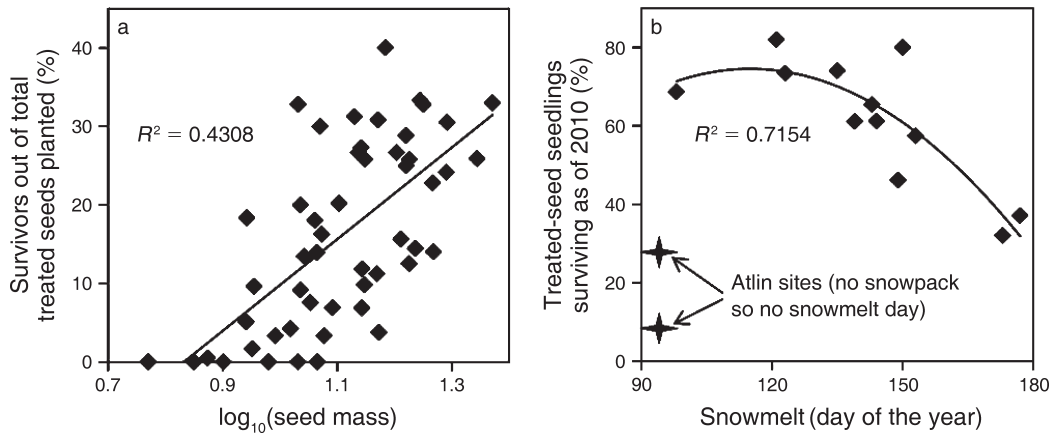 a
Survivors out of total
treated seeds planted (%)
40
30
20
10
0
R² = 0.4308
0.7
0.9
1.1
1.3
log₁₀(seed mass)
b
Treated-seed seedlings
surviving as of 2010 (%)
80
60
40
20
0
R² = 0.7154
Atlin sites (no snowpack
so no snowmelt day)
90
120
150
180
Snowmelt (day of the year)